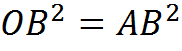 OB² = AB²